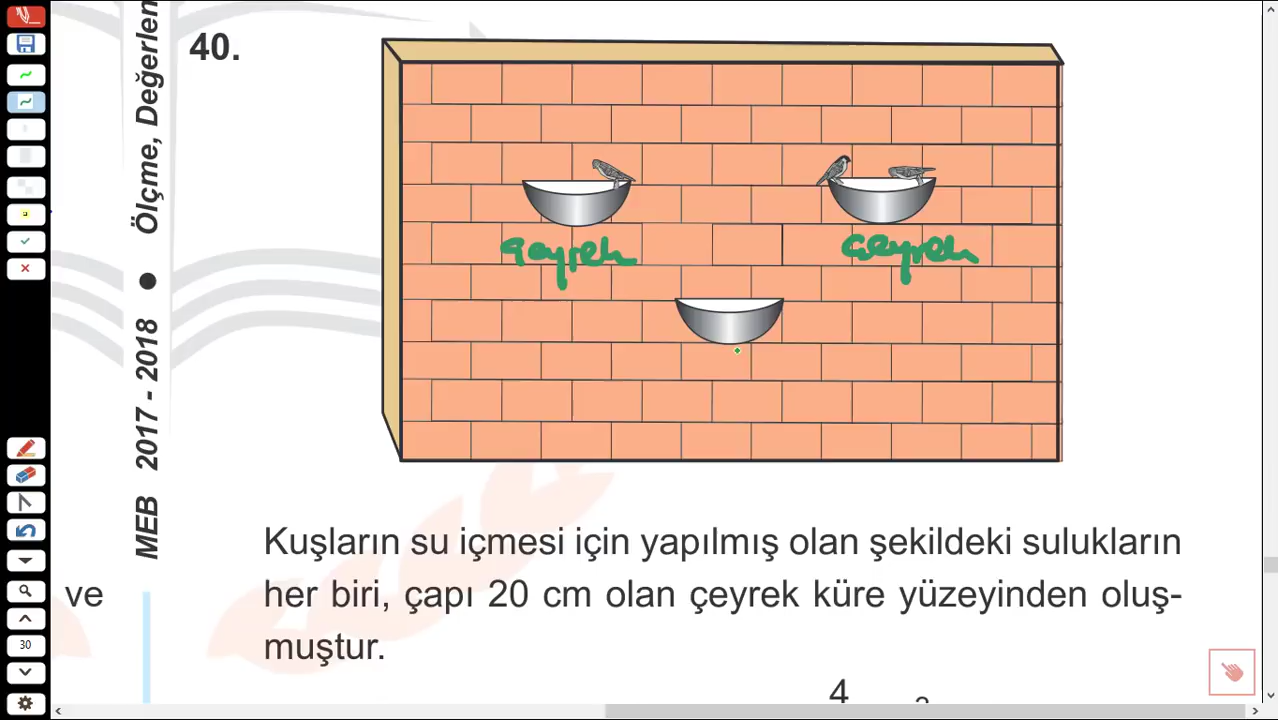 Ölçme, Değerlen
MEB 2017 - 2018 ●
40.
çeyrek
çeyrek
Kuşların su içmesi için yapılmış olan şekildeki sulukların
her biri, çapı 20 cm olan çeyrek küre yüzeyinden oluş-
muştur.
ve
30
4